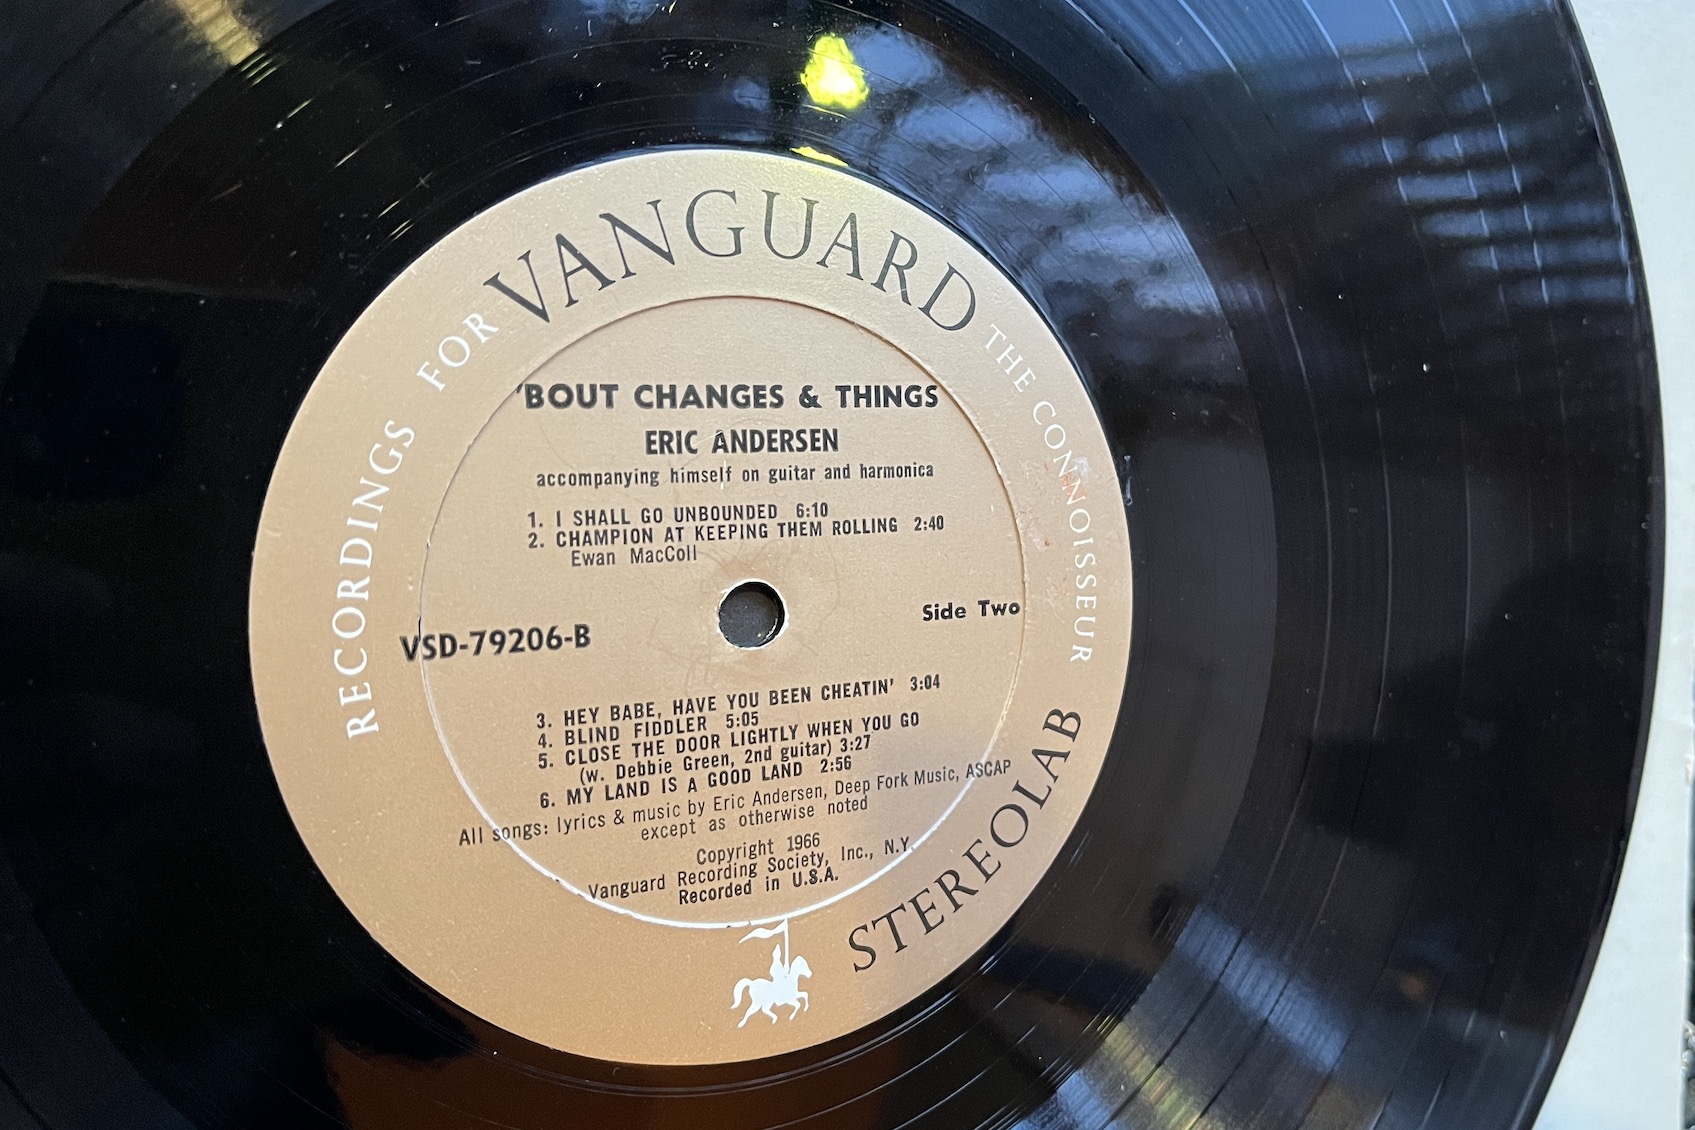 RECORDINGS FOR VANGUARD THE CONNOISSEUR
'BOUT CHANGES & THINGS
ERIC ANDERSEN
accompanying himself on guitar and harmonica
1. I SHALL GO UNBOUNDED 6:10
2. CHAMPION AT KEEPING THEM ROLLING 2:40
Ewan MacColl
Side Two
VSD-79206-B
3. HEY BABE, HAVE YOU BEEN CHEATIN' 3:04
4. BLIND FIDDLER 5:05
5. CLOSE THE DOOR LIGHTLY WHEN YOU GO
(w. Debbie Green, 2nd guitar) 3:27
6. MY LAND IS A GOOD LAND 2:56
All songs: lyrics & music by Eric Andersen, Deep Fork Music, ASCAP
except as otherwise noted
Copyright 1966
Vanguard Recording Society, Inc., N.Y.
Recorded in U.S.A.
STEREOLAB